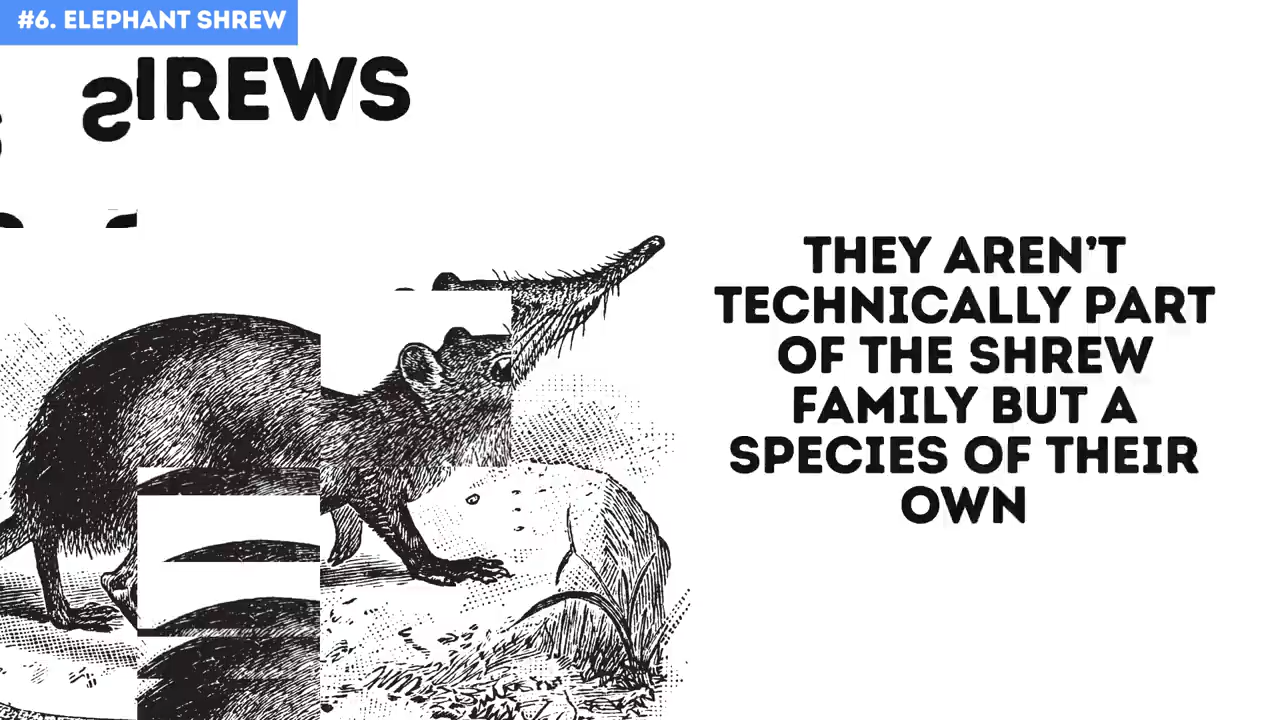 #6. ELEPHANT SHREW
THEY AREN’T
TECHNICALLY PART
OF THE SHREW
FAMILY BUT A
SPECIES OF THEIR
OWN